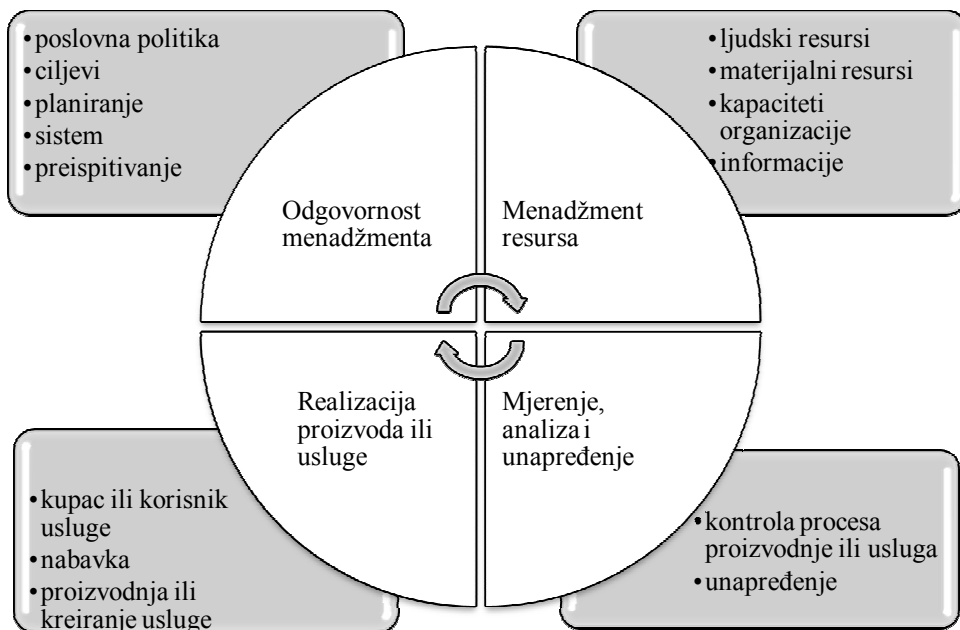 •poslovna politika
•ciljevi
•planiranje
•sistem
•preispitivanje
•ljudski resursi
•materijalni resursi
•kapaciteti
organizacije
•informacije
Odgovornost
menadžmenta
Menadžment
resursa
Realizacija
proizvoda ili
usluge
Mjerenje,
analiza i
unapređenje
•kupac ili korisnik
usluge
•nabavka
•proizvodnja ili
kreiranje usluge
•kontrola procesa
proizvodnje ili usluga
•unapređenje